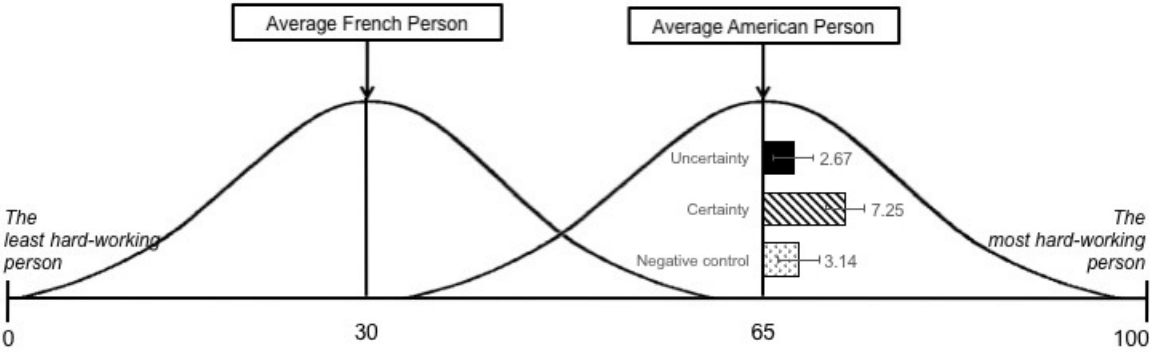 Average French Person
Average American Person
Uncertainty
2.67
Certainty
7.25
Negative control
3.14
The
least hard-working
person
The
most hard-working
person
0
30
65
100